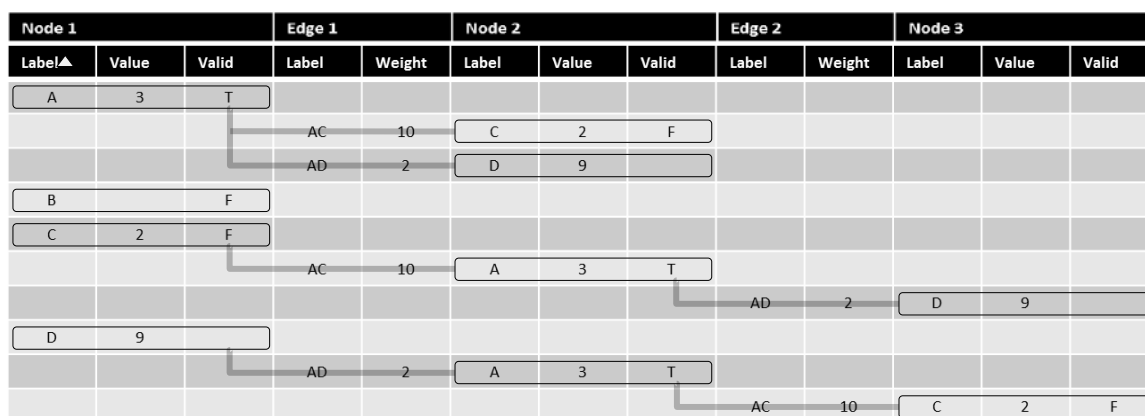 Node 1 Edge 1 Node 2 Edge 2 Node 3
Label▲ Value Valid Label Weight Label Value Valid Label Weight Label Value Valid
A 3 T
AC 10 C 2 F
AD 2 D 9
B F
C 2 F
AC 10 A 3 T
AD 2 D 9
D 9
AD 2 A 3 T
AC 10 C 2 F